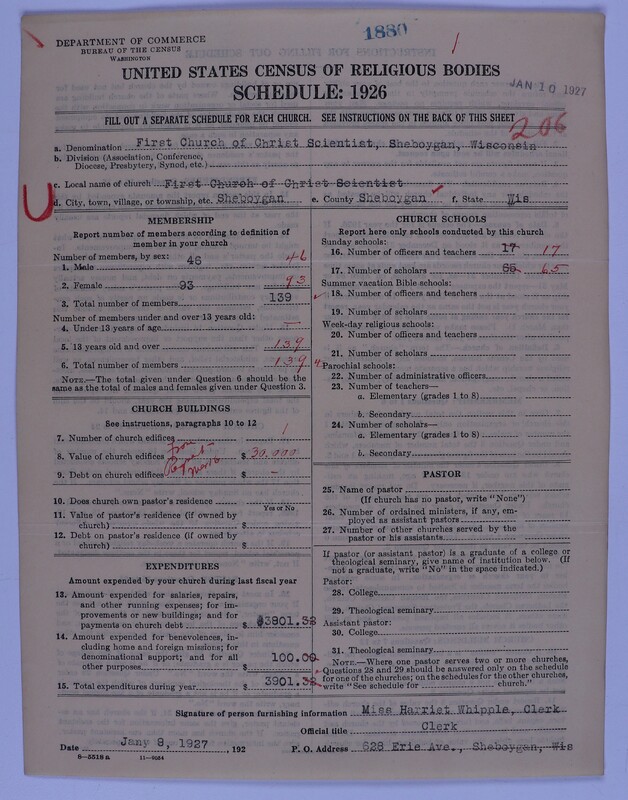 1880
DEPARTMENT OF COMMERCE
BUREAU OF THE CENSUS
WASHINGTON
UNITED STATES CENSUS OF RELIGIOUS BODIES
SCHEDULE: 1926
JAN 10 1927
FILL OUT A SEPARATE SCHEDULE FOR EACH CHURCH. SEE INSTRUCTIONS ON THE BACK OF THIS SHEET
206
a. Denomination First Church of Christ Scientist, Sheboygan, Wisconsin
b. Division (Association, Conference,
Diocese, Presbytery, Synod, etc.)
c. Local name of church First Church of Christ Scientist
d. City, town, village, or township, etc. Sheboygan e. County Sheboygan f. State Wis
MEMBERSHIP
Report number of members according to definition of
member in your church
Number of members, by sex:
1. Male 46 46
2. Female 93 93
3. Total number of members 139
Number of members under and over 13 years old:
4. Under 13 years of age —
5. 13 years old and over 139
6. Total number of members 139
NOTE.—The total given under Question 6 should be the
same as the total of males and females given under Question 3.
CHURCH BUILDINGS
See instructions, paragraphs 10 to 12
7. Number of church edifices 1
8. Value of church edifices $ 30,000
From
9. Debt on church edifices $ —
10. Does church own pastor's residence
Yes or No
11. Value of pastor's residence (if owned by
church) $
12. Debt on pastor's residence (if owned by
church) $
EXPENDITURES
Amount expended by your church during last fiscal year
13. Amount expended for salaries, repairs,
and other running expenses; for im-
provements or new buildings; and for
payments on church debt $ 3801.32
14. Amount expended for benevolences, in-
cluding home and foreign missions; for
denominational support; and for all
other purposes $ 100.00
15. Total expenditures during year $ 3901.32
CHURCH SCHOOLS
Report here only schools conducted by this church
Sunday schools:
16. Number of officers and teachers 17 17
17. Number of scholars 65 65
Summer vacation Bible schools:
18. Number of officers and teachers
19. Number of scholars
Week-day religious schools:
20. Number of officers and teachers
21. Number of scholars
Parochial schools:
22. Number of administrative officers
23. Number of teachers—
a. Elementary (grades 1 to 8)
b. Secondary
24. Number of scholars—
a. Elementary (grades 1 to 8)
b. Secondary
PASTOR
25. Name of pastor
(If church has no pastor, write "None")
26. Number of ordained ministers, if any, em-
ployed as assistant pastors
27. Number of other churches served by the
pastor or his assistants
If pastor (or assistant pastor) is a graduate of a college or
theological seminary, give name of institution below. (If
not a graduate, write "No" in the space indicated.)
Pastor:
28. College
29. Theological seminary
Assistant pastor:
30. College
31. Theological seminary
NOTE.—Where one pastor serves two or more churches,
Questions 28 and 29 should be answered only on the schedule
for one of the churches; on the schedules for the other churches,
write "See schedule for church."
Signature of person furnishing information Miss Harriet Whipple, Clerk
Official title Clerk
Date Jany 8, 1927, 192 P. O. Address 628 Erie Ave., Sheboygan, Wis
8—5518 R 11—9054